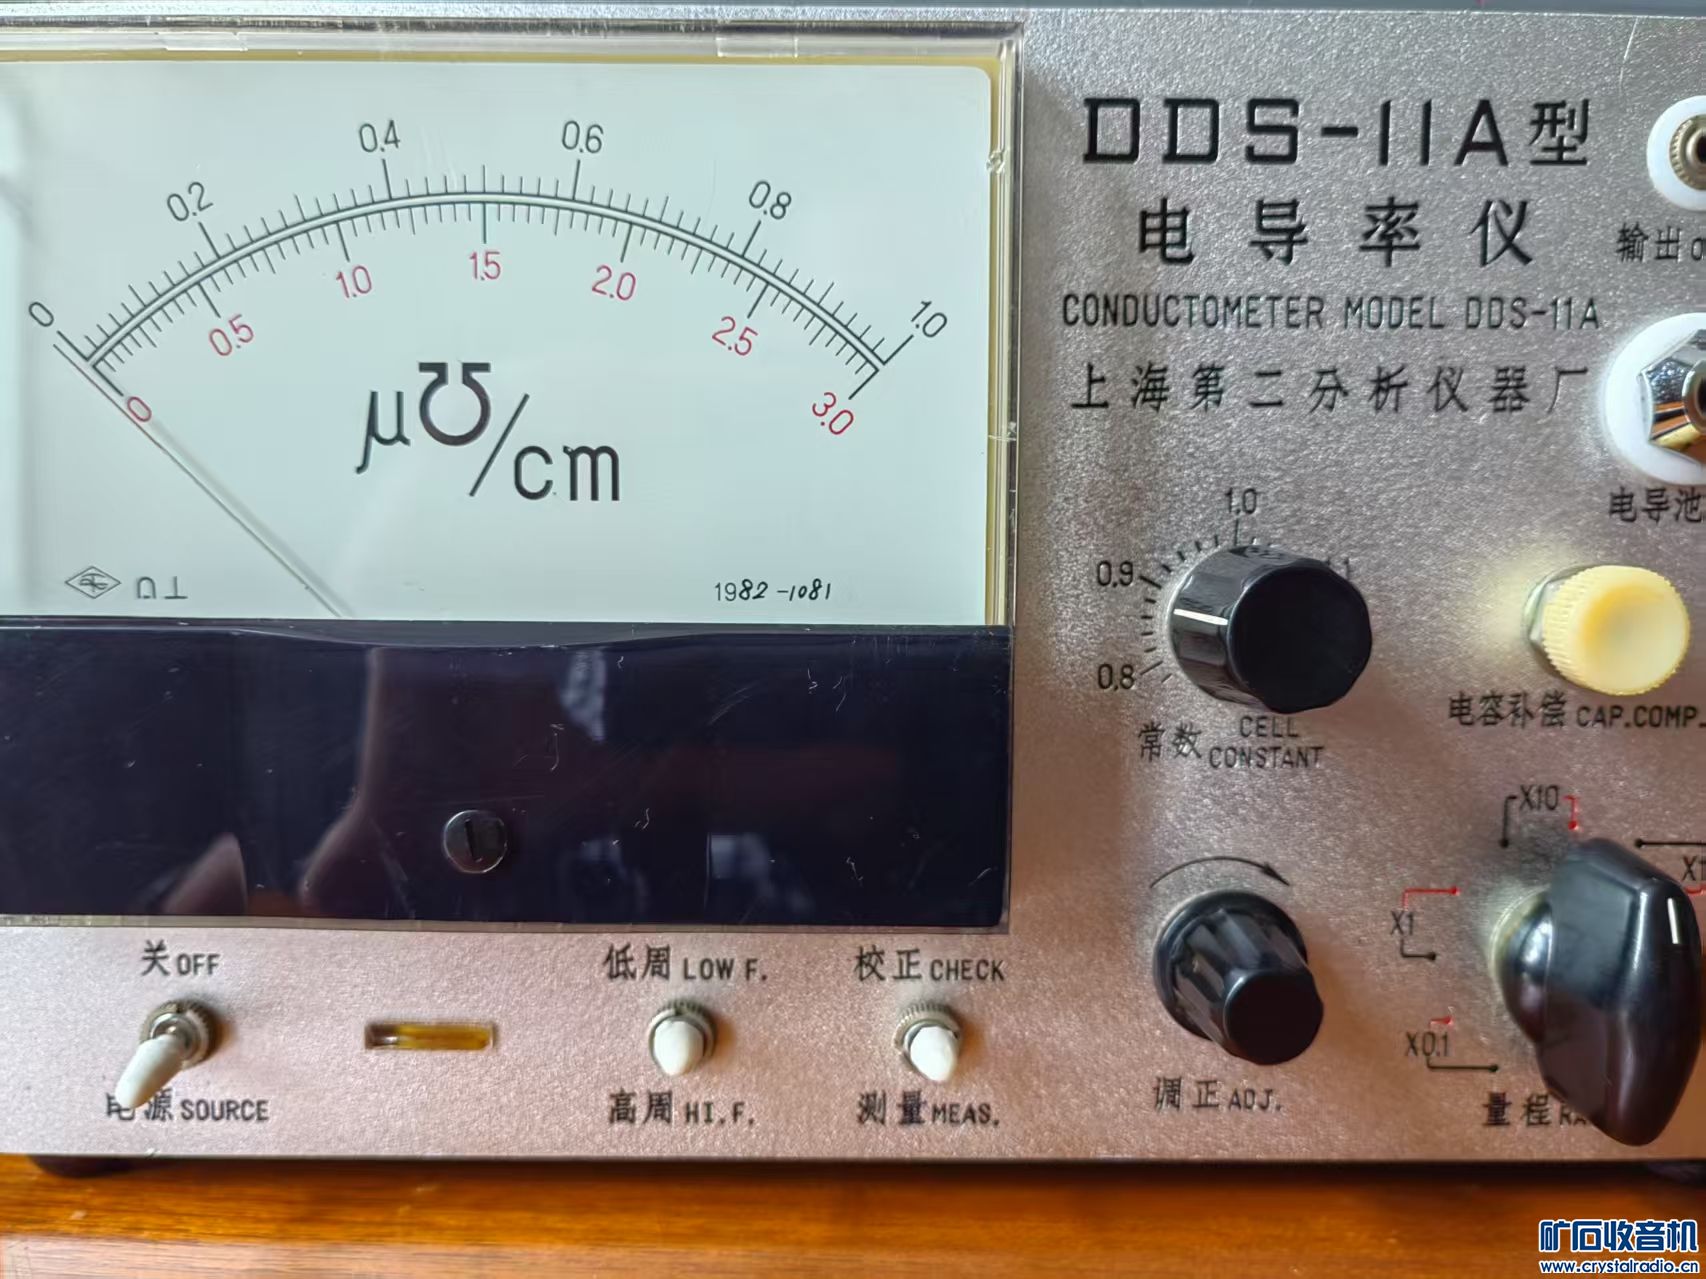 0 0.2 0.4 0.6 0.8 1.0
0 0.5 1.0 1.5 2.0 2.5 3.0
µ℧/cm
1982-1081
DDS-11A型
电导率仪
CONDUCTOMETER MODEL DDS-11A
上海第二分析仪器厂
输出
电导池
1.0
0.9
0.8
常数 CELL CONSTANT
电容补偿 CAP.COMP.
X10
X1
X0.1
量程
调正 ADJ.
关 OFF
电源 SOURCE
低周 LOW F.
高周 HI.F.
校正 CHECK
测量 MEAS.
矿石收音机
www.crystalradio.cn